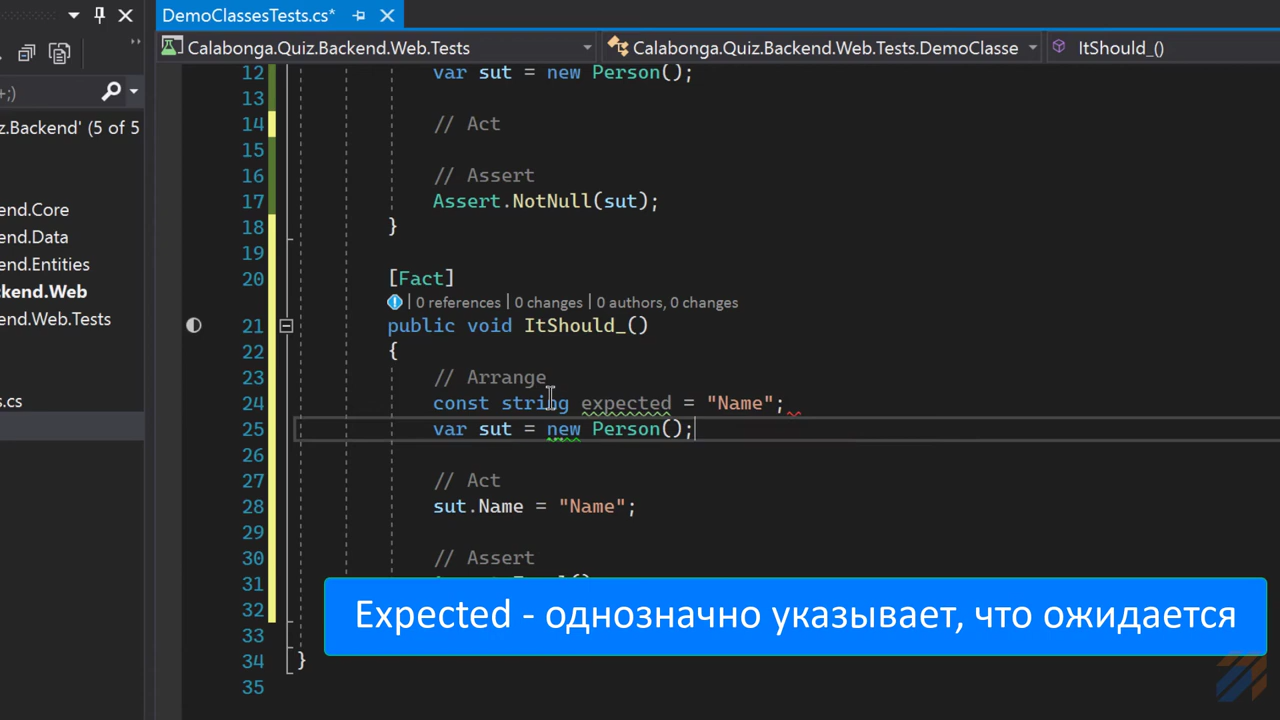 DemoClassesTests.cs*
Calabonga.Quiz.Backend.Web.Tests
Calabonga.Quiz.Backend.Web.Tests.DemoClasse
ItShould_()
+;)
z.Backend' (5 of 5
end.Core
end.Data
end.Entities
ckend.Web
end.Web.Tests
ts.cs
12 var sut = new Person();
13
14 // Act
15
16 // Assert
17 Assert.NotNull(sut);
18 }
19
20 [Fact]
0 references | 0 changes | 0 authors, 0 changes
21 public void ItShould_()
22 {
23 // Arrange
24 const string expected = "Name";
25 var sut = new Person();
26
27 // Act
28 sut.Name = "Name";
29
30 // Assert
31
32
33
34 }
35
Expected - однозначно указывает, что ожидается